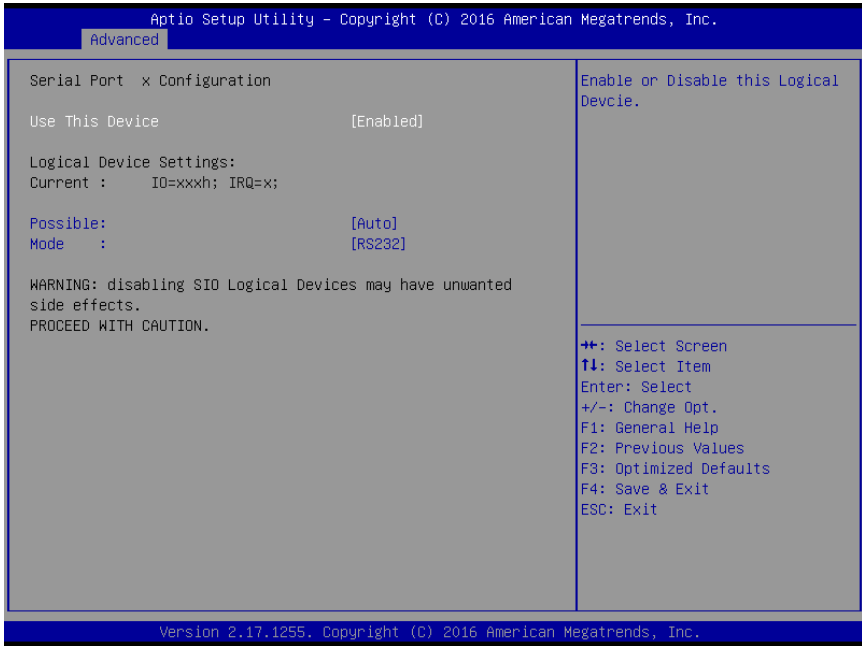 Aptio Setup Utility – Copyright (C) 2016 American Megatrends, Inc.
Advanced
Serial Port x Configuration
Use This Device [Enabled]
Logical Device Settings:
Current : IO=xxxh; IRQ=x;
Possible: [Auto]
Mode : [RS232]
WARNING: disabling SIO Logical Devices may have unwanted
side effects.
PROCEED WITH CAUTION.
Enable or Disable this Logical
Devcie.
→←: Select Screen
↑↓: Select Item
Enter: Select
+/-: Change Opt.
F1: General Help
F2: Previous Values
F3: Optimized Defaults
F4: Save & Exit
ESC: Exit
Version 2.17.1255. Copyright (C) 2016 American Megatrends, Inc.